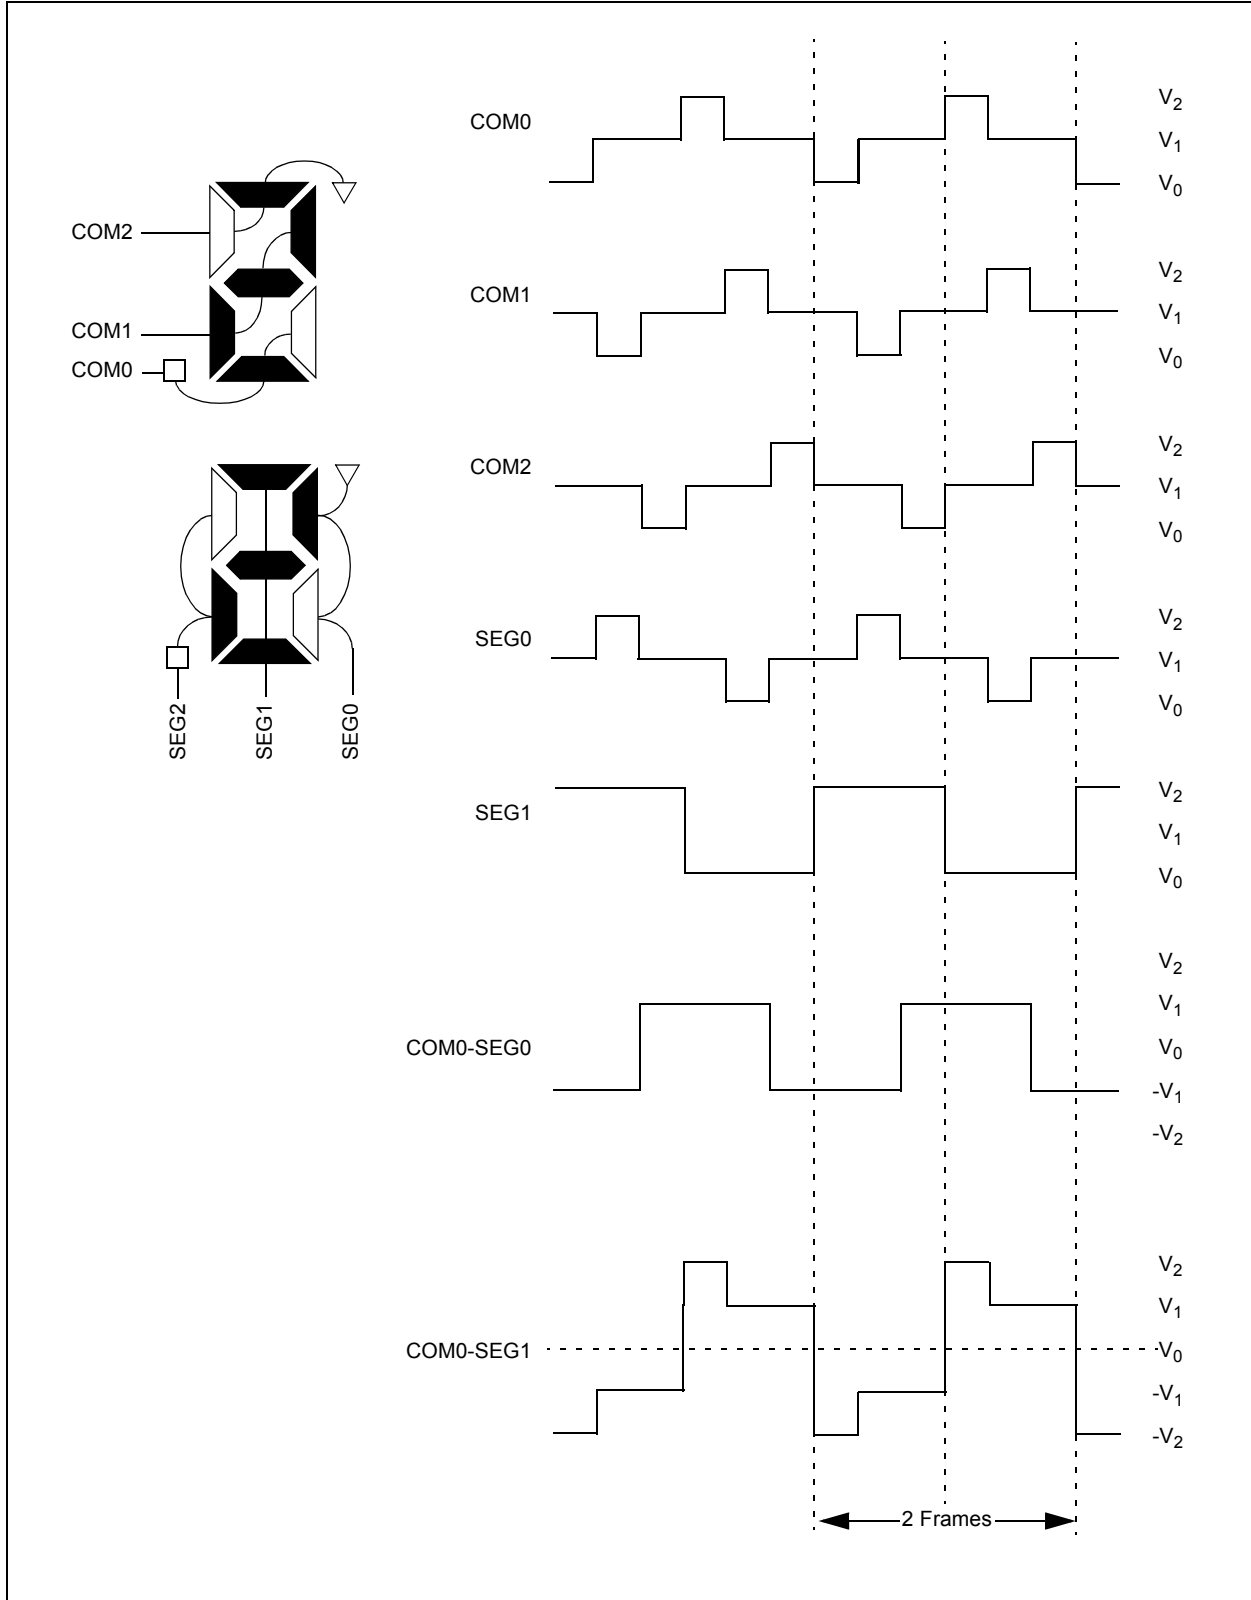 COM2
COM1
COM0
SEG2
SEG1
SEG0
COM0
V2
V1
V0
COM1
V2
V1
V0
COM2
V2
V1
V0
SEG0
V2
V1
V0
SEG1
V2
V1
V0
COM0-SEG0
V2
V1
V0
-V1
-V2
COM0-SEG1
V2
V1
V0
-V1
-V2
2 Frames